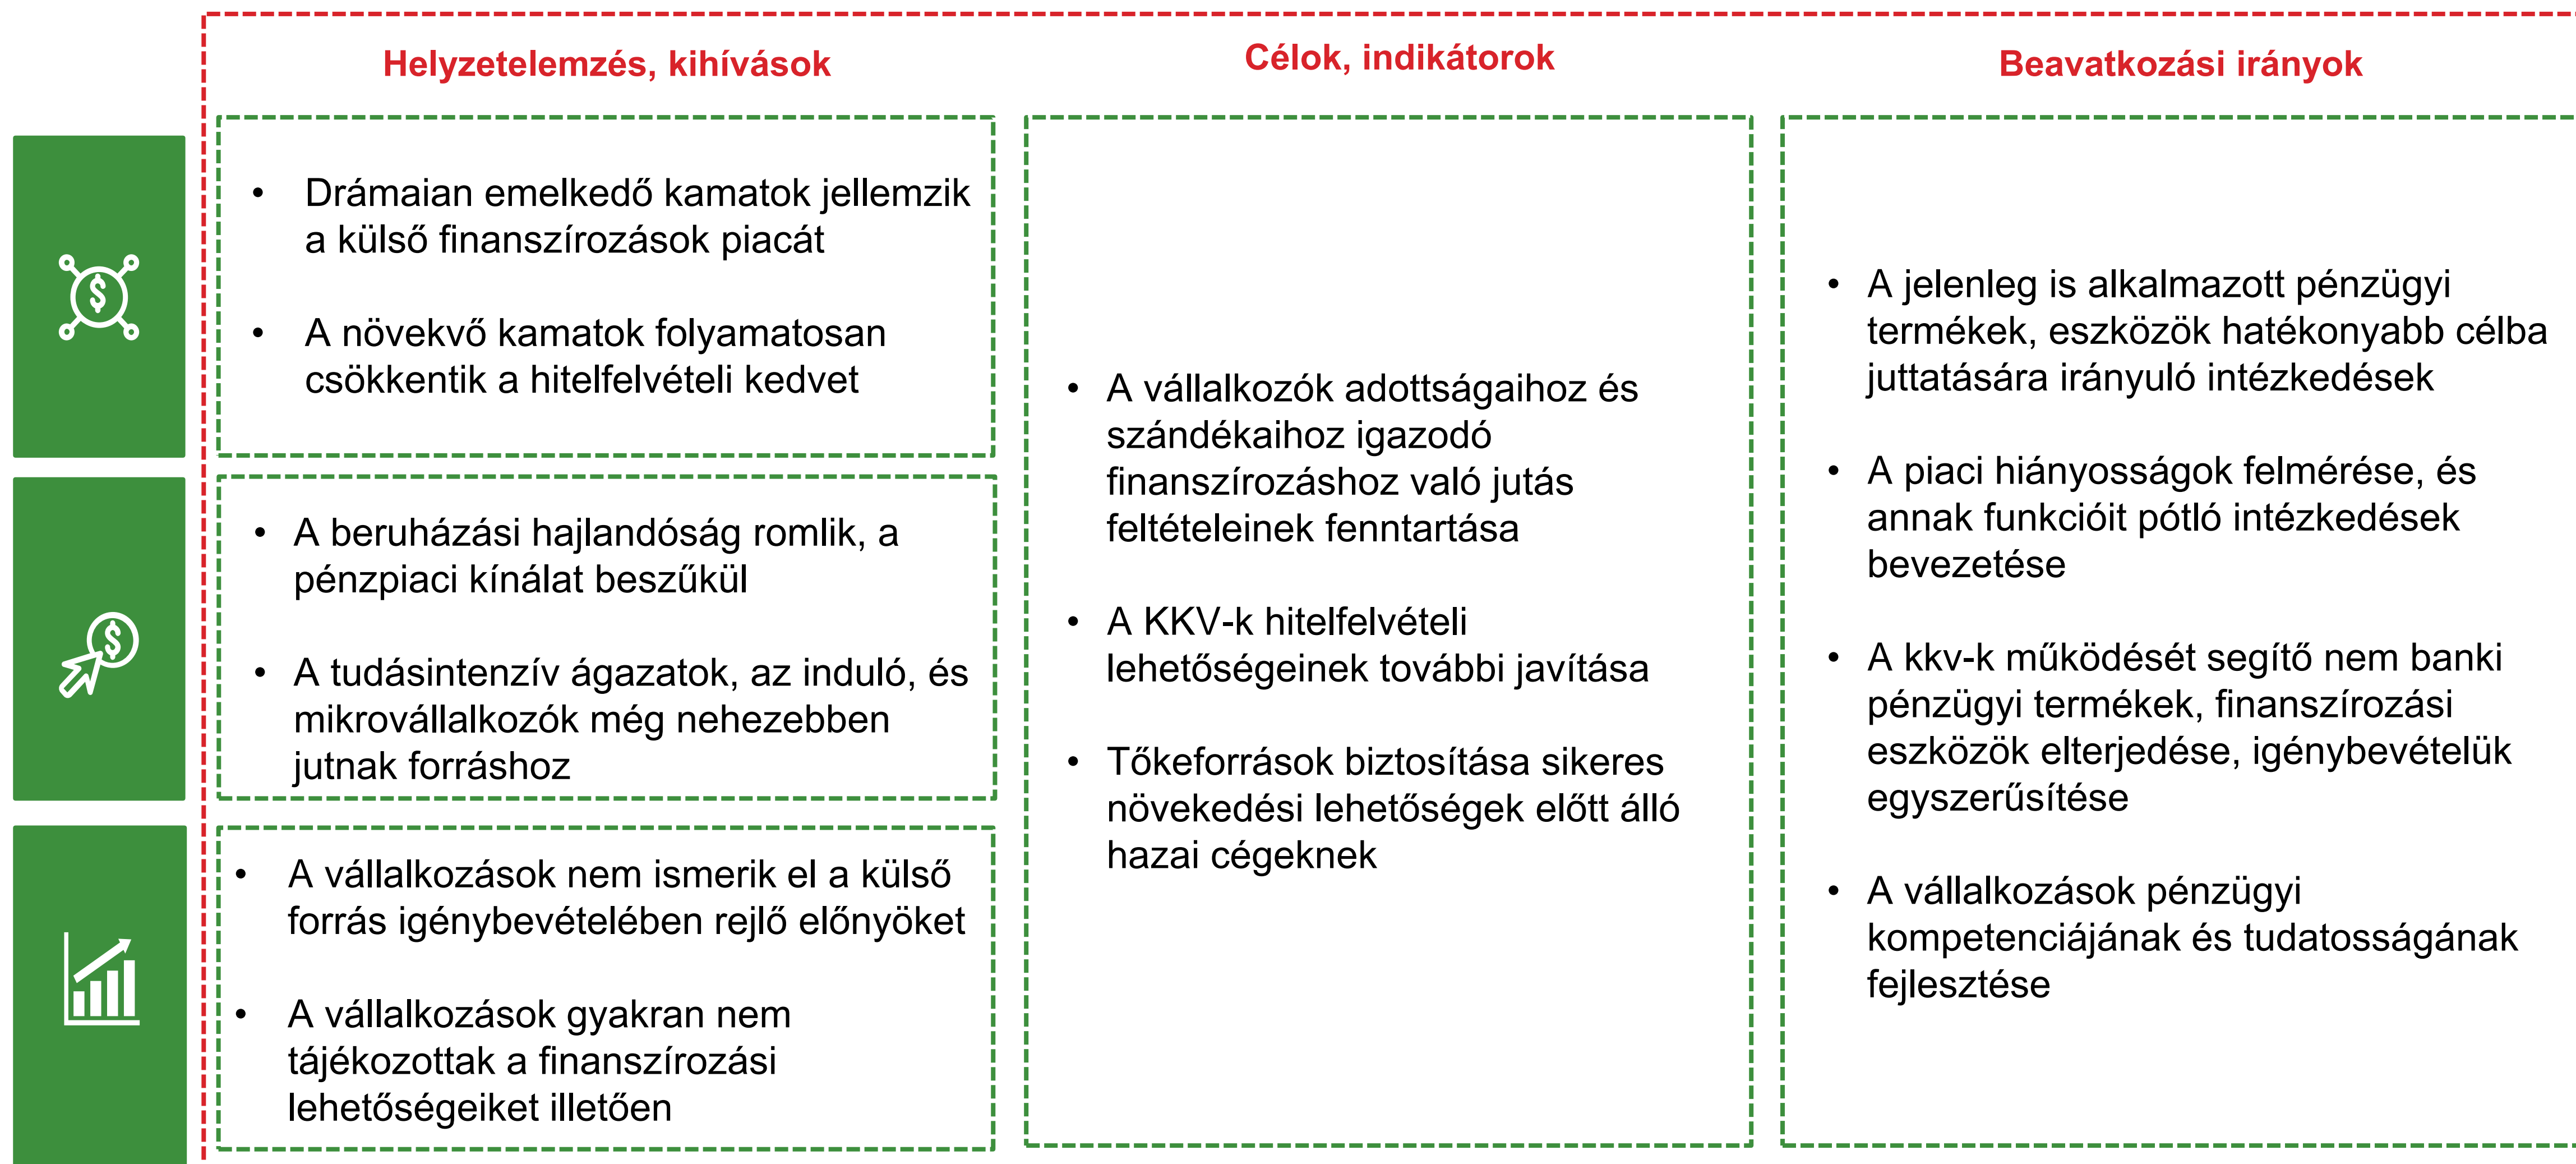 Helyzetelemzés, kihívások
• Drámaian emelkedő kamatok jellemzik
a külső finanszírozások piacát
• A növekvő kamatok folyamatosan
csökkentik a hitelfelvételi kedvet
• A beruházási hajlandóság romlik, a
pénzpiaci kínálat beszűkül
• A tudásintenzív ágazatok, az induló, és
mikrovállalkozók még nehezebben
jutnak forráshoz
• A vállalkozások nem ismerik el a külső
forrás igénybevételében rejlő előnyöket
• A vállalkozások gyakran nem
tájékozottak a finanszírozási
lehetőségeiket illetően
Célok, indikátorok
• A vállalkozók adottságaihoz és
szándékaihoz igazodó
finanszírozáshoz való jutás
feltételeinek fenntartása
• A KKV-k hitelfelvételi
lehetőségeinek további javítása
• Tőkeforrások biztosítása sikeres
növekedési lehetőségek előtt álló
hazai cégeknek
Beavatkozási irányok
• A jelenleg is alkalmazott pénzügyi
termékek, eszközök hatékonyabb célba
juttatására irányuló intézkedések
• A piaci hiányosságok felmérése, és
annak funkcióit pótló intézkedések
bevezetése
• A kkv-k működését segítő nem banki
pénzügyi termékek, finanszírozási
eszközök elterjedése, igénybevételük
egyszerűsítése
• A vállalkozások pénzügyi
kompetenciájának és tudatosságának
fejlesztése